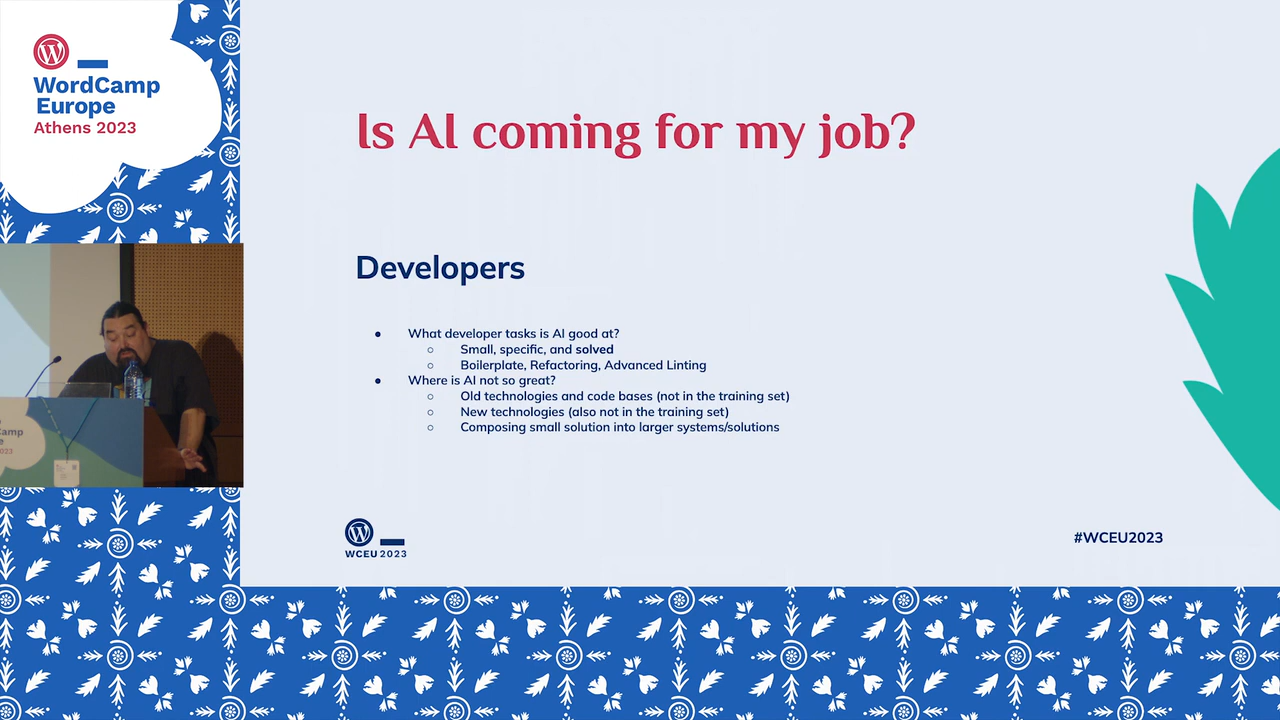 WordCamp
Europe
Athens 2023
Is AI coming for my job?
Developers
● What developer tasks is AI good at?
○ Small, specific, and solved
○ Boilerplate, Refactoring, Advanced Linting
● Where is AI not so great?
○ Old technologies and code bases (not in the training set)
○ New technologies (also not in the training set)
○ Composing small solution into larger systems/solutions
WCEU 2023
#WCEU2023